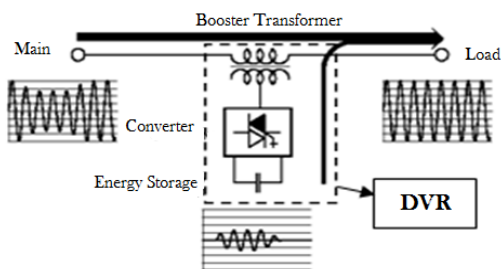 Booster Transformer
Main
Load
Converter
Energy Storage
DVR